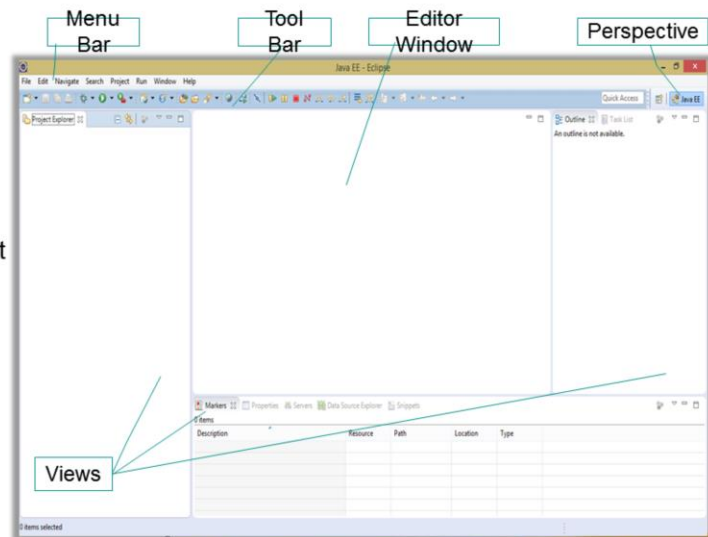 Menu
Bar
Tool
Bar
Editor
Window
Perspective
Java EE - Eclipse
File Edit Navigate Search Project Run Window Help
Quick Access
Java EE
Project Explorer
Outline
Task List
An outline is not available.
t
Markers
Properties
Servers
Data Source Explorer
Snippets
0 items
Description
Resource
Path
Location
Type
Views
0 items selected